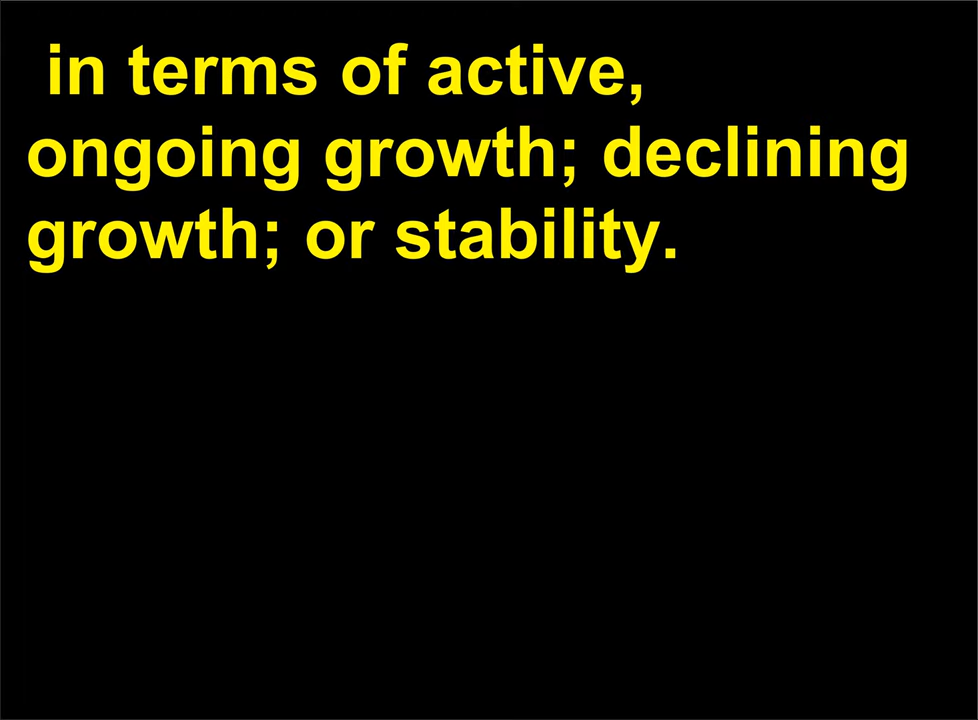 in terms of active,
ongoing growth; declining
growth; or stability.